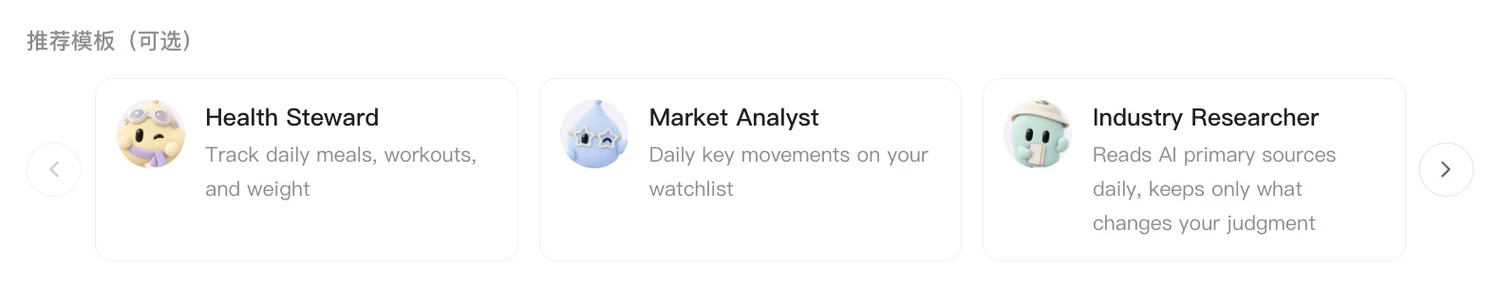 推荐模板（可选）
Health Steward
Track daily meals, workouts,
and weight
Market Analyst
Daily key movements on your
watchlist
Industry Researcher
Reads AI primary sources
daily, keeps only what
changes your judgment